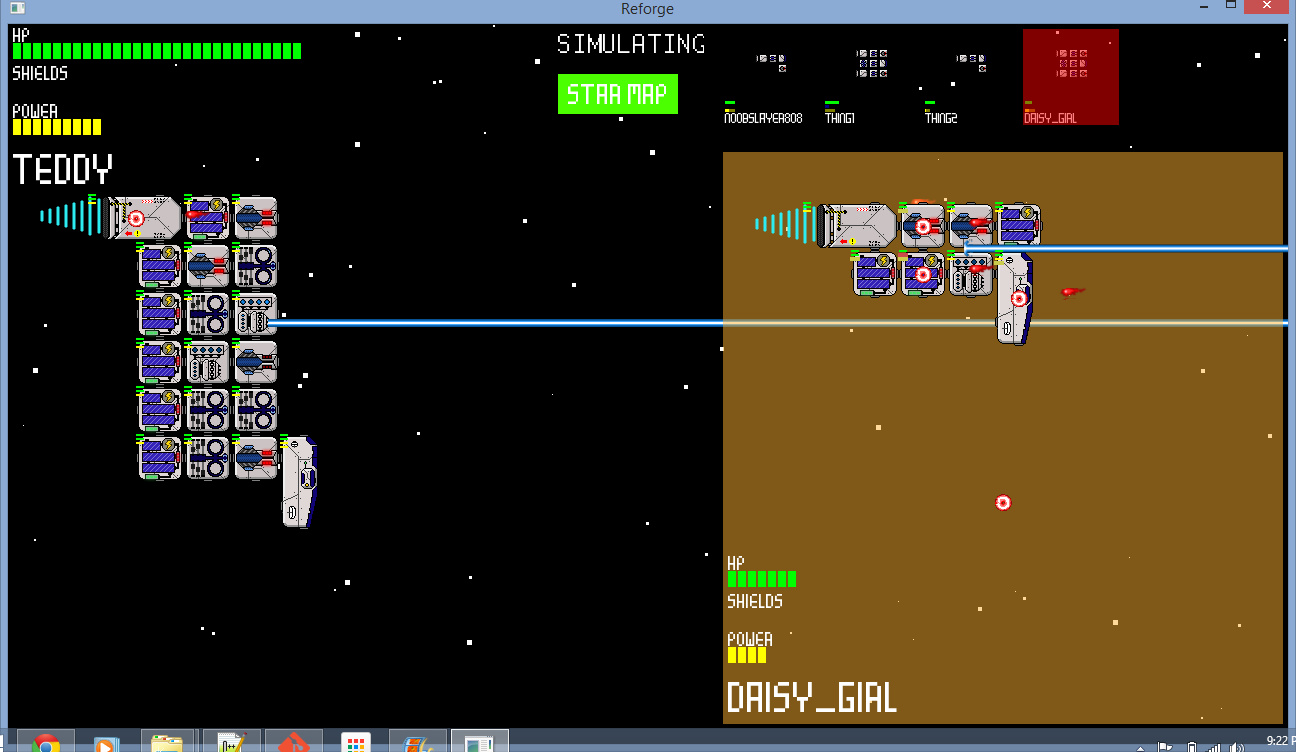 Reforge
HP
SHIELDS
POWER
TEDDY
SIMULATING
STAR MAP
NOOBSLAYER808
THING1
THING2
DAISY_GIRL
HP
SHIELDS
POWER
DAISY_GIRL
9:22 P